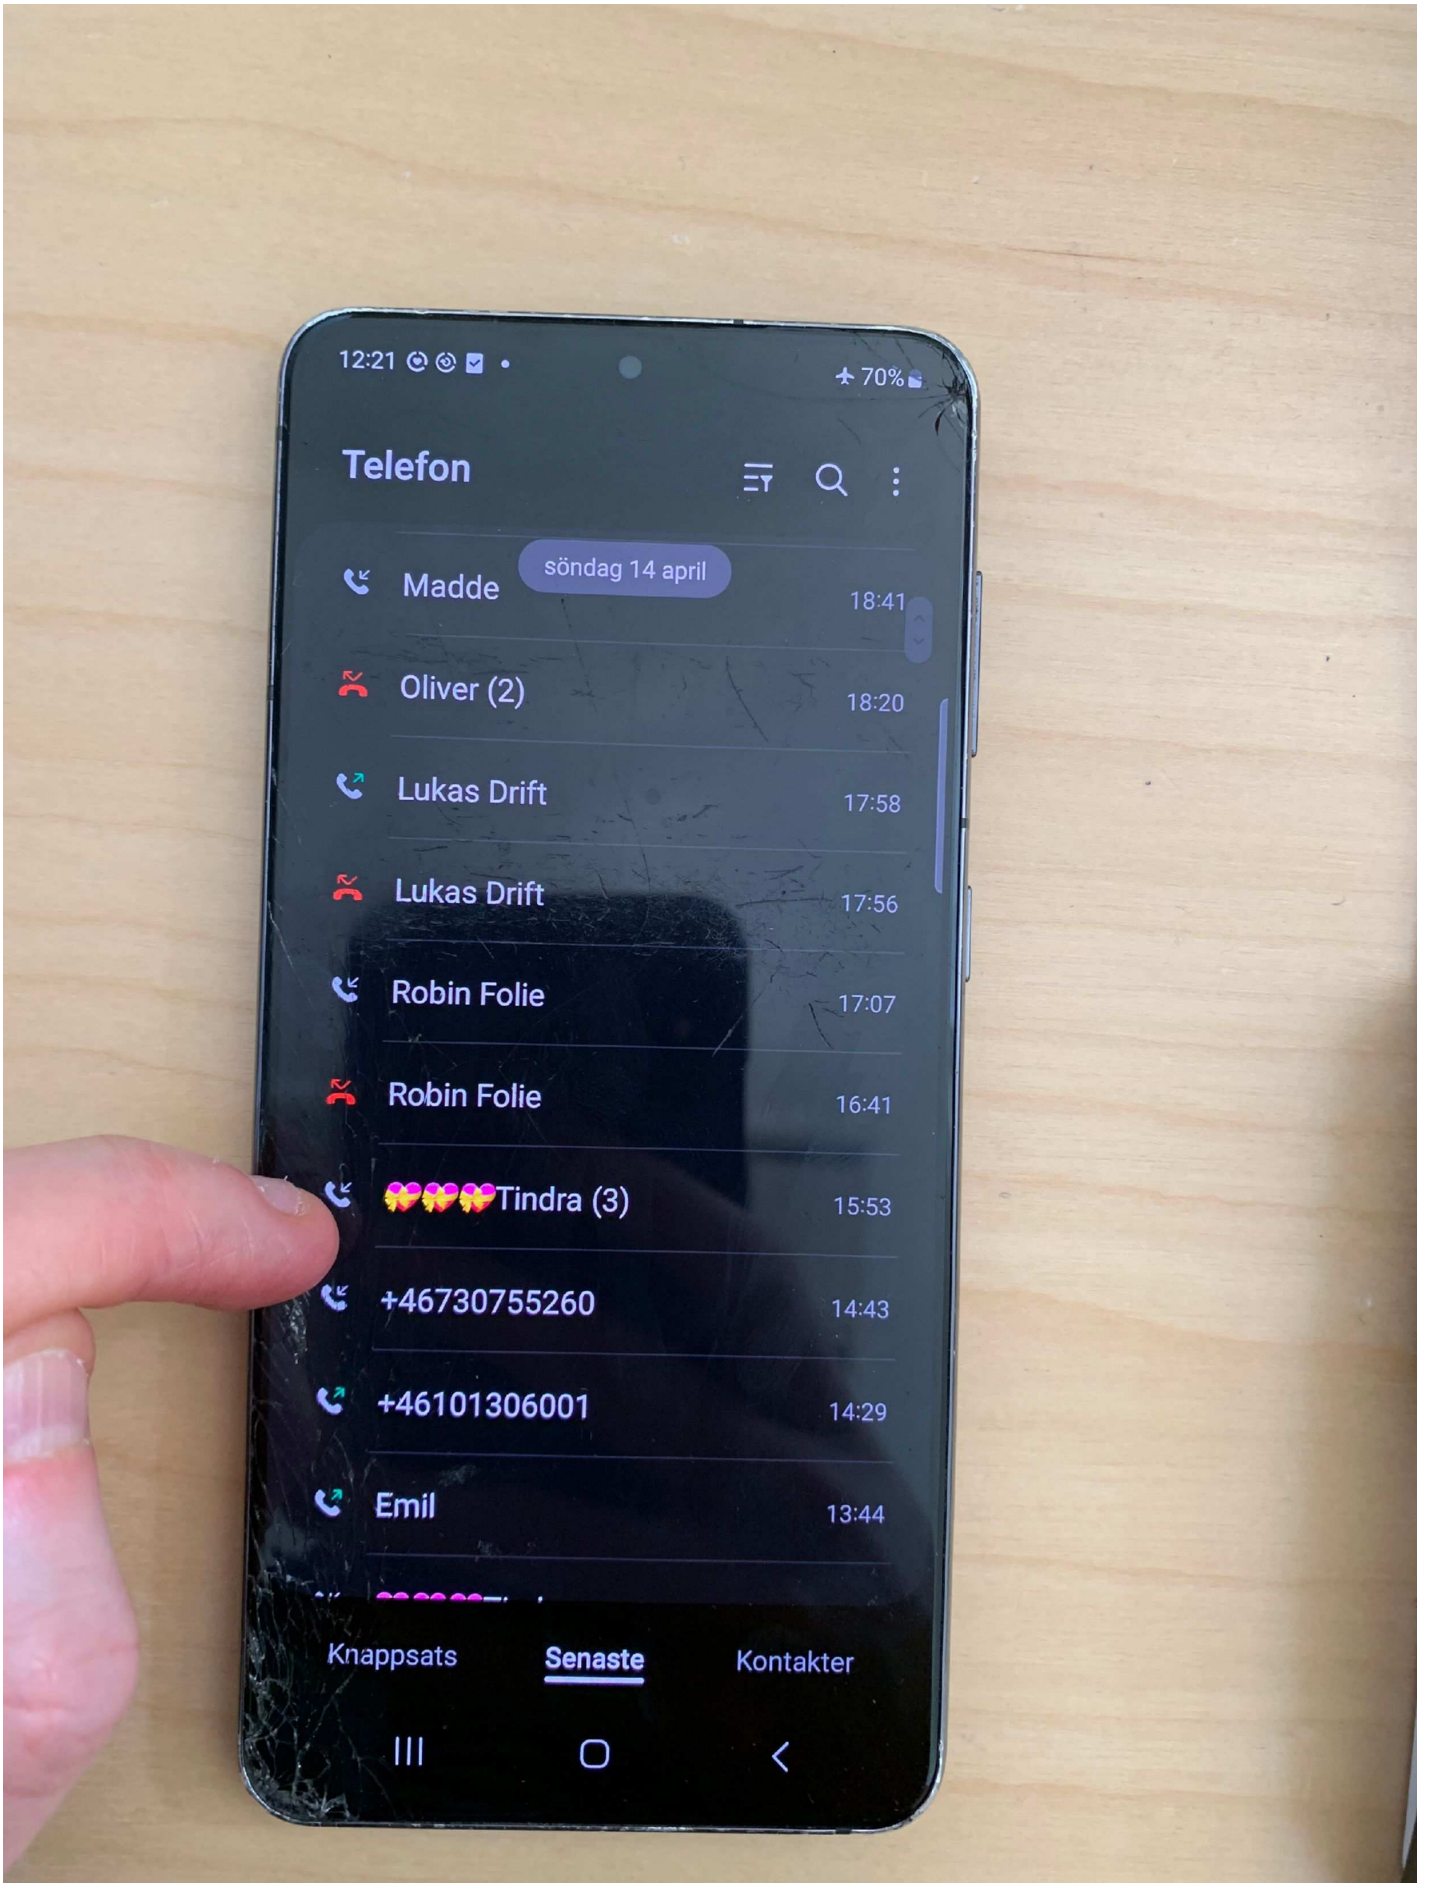 12:21 70%
Telefon
söndag 14 april
Madde 18:41
Oliver (2) 18:20
Lukas Drift 17:58
Lukas Drift 17:56
Robin Folie 17:07
Robin Folie 16:41
💝💝💝Tindra (3) 15:53
+46730755260 14:43
+46101306001 14:29
Emil 13:44
Knappsats Senaste Kontakter